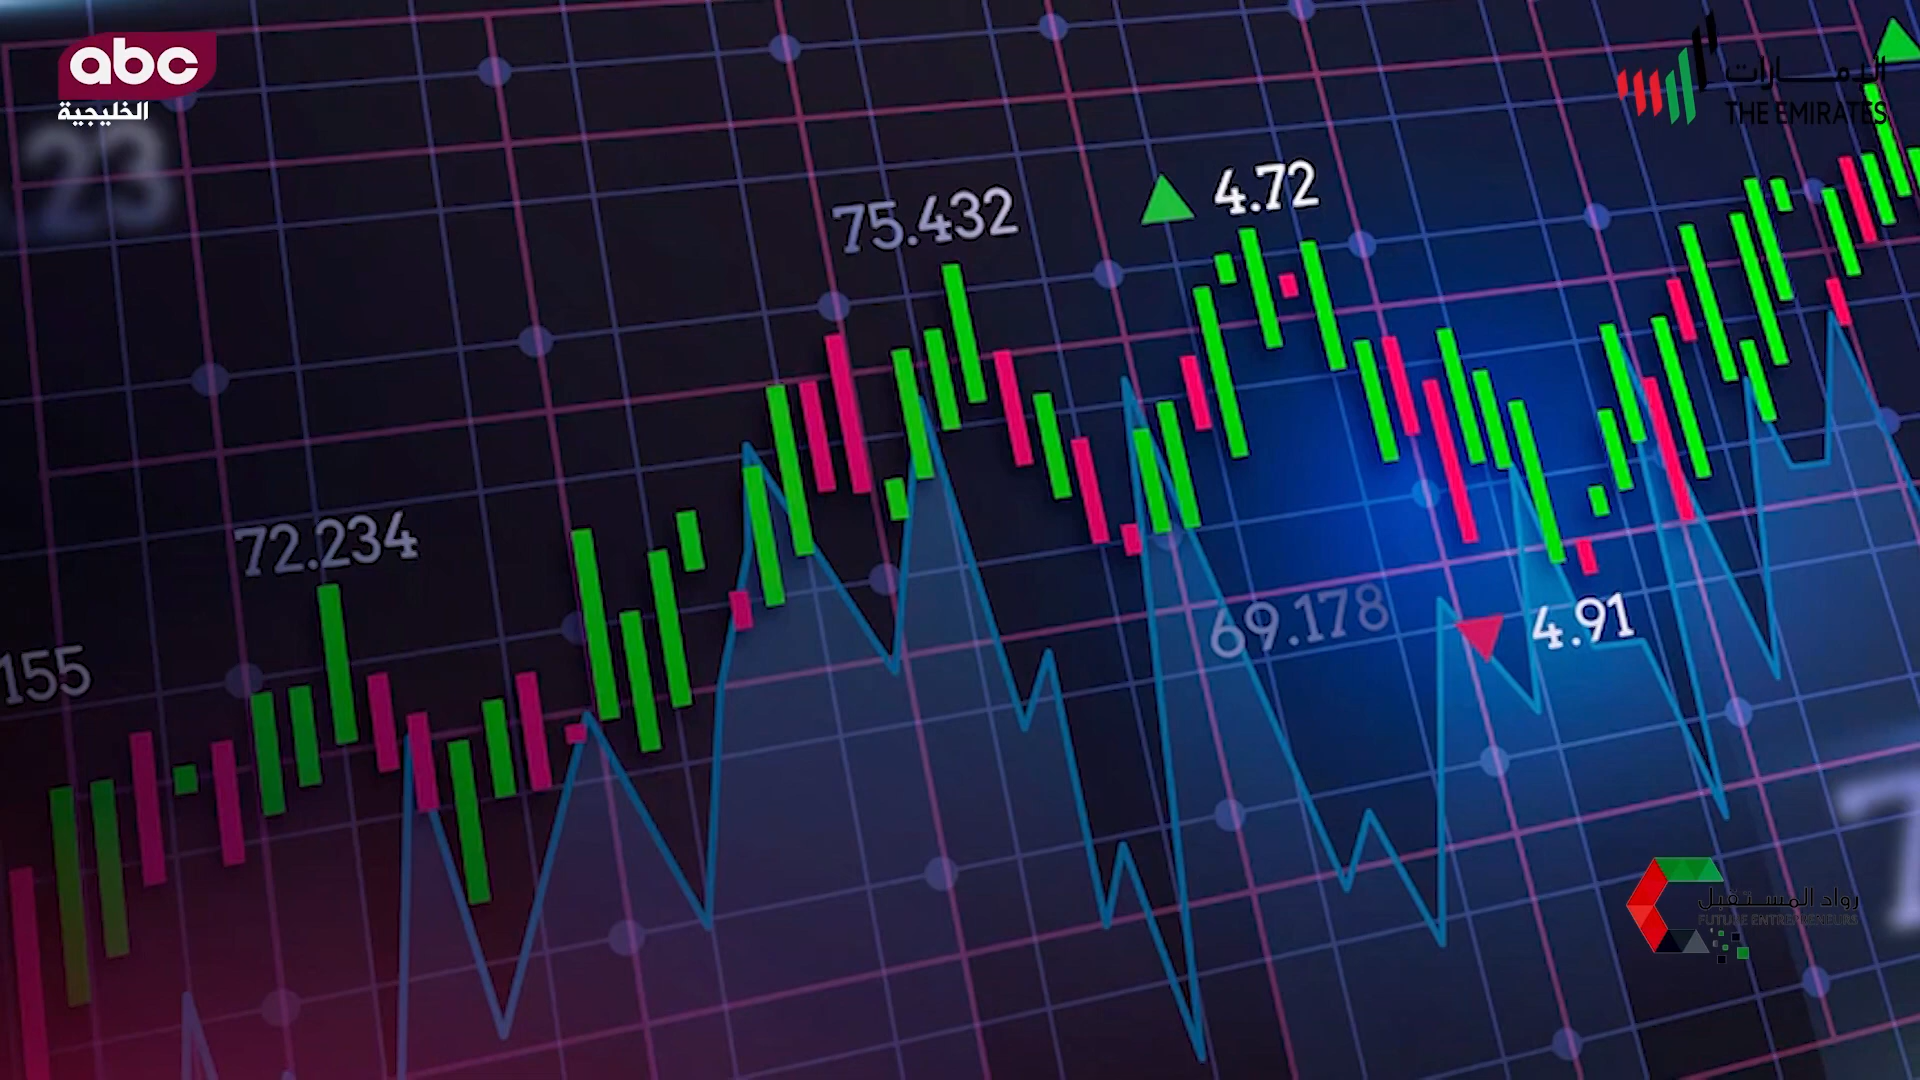 abc
الخليجية
الإمارات
THE EMIRATES
23
75.432
4.72
72.234
155
69.178
4.91
7
رواد المستقبل
FUTURE ENTREPRENEURS